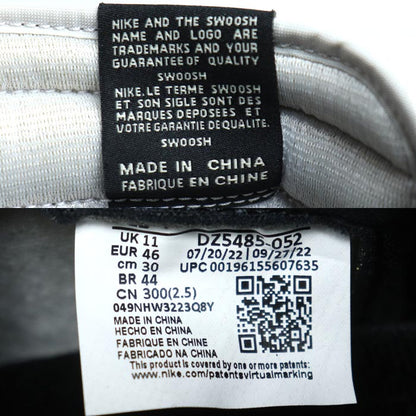 NIKE AND THE SWOOSH
NAME AND LOGO ARE
TRADEMARKS AND YOUR
GUARANTEE OF QUALITY
SWOOSH
NIKE.LE TERME SWOOSH
ET SON SIGLE SONT DES
MARQUES DEPOSEES ET
VOTRE GARANTIE DE QUALITE.
SWOOSH
MADE IN CHINA
FABRIQUE EN CHINE
UK 11
DZ5485-052
EUR 46
07/20/22 09/27/22
cm 30
UPC 00196155607635
BR 44
CN 300(2.5)
049NHW3223Q8Y
MADE IN CHINA
HECHO EN CHINA
FABRIQUÉ EN CHINE
FABRICADO NA CHINA
This product is covered by one or more patents:
www.nike.com/patentsvirtualmarking